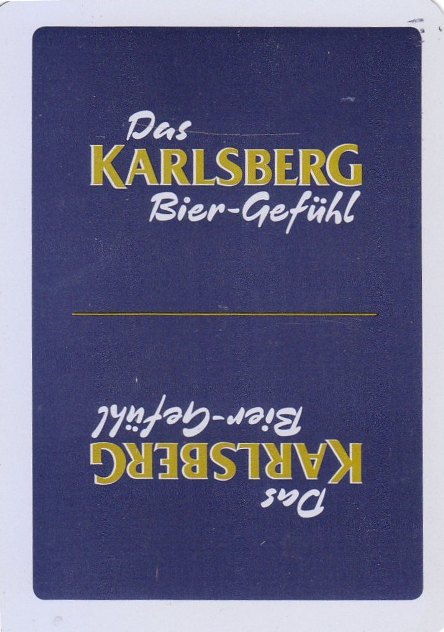 Das
KARLSBERG
Bier-Gefühl
Das
KARLSBERG
Bier-Gefühl